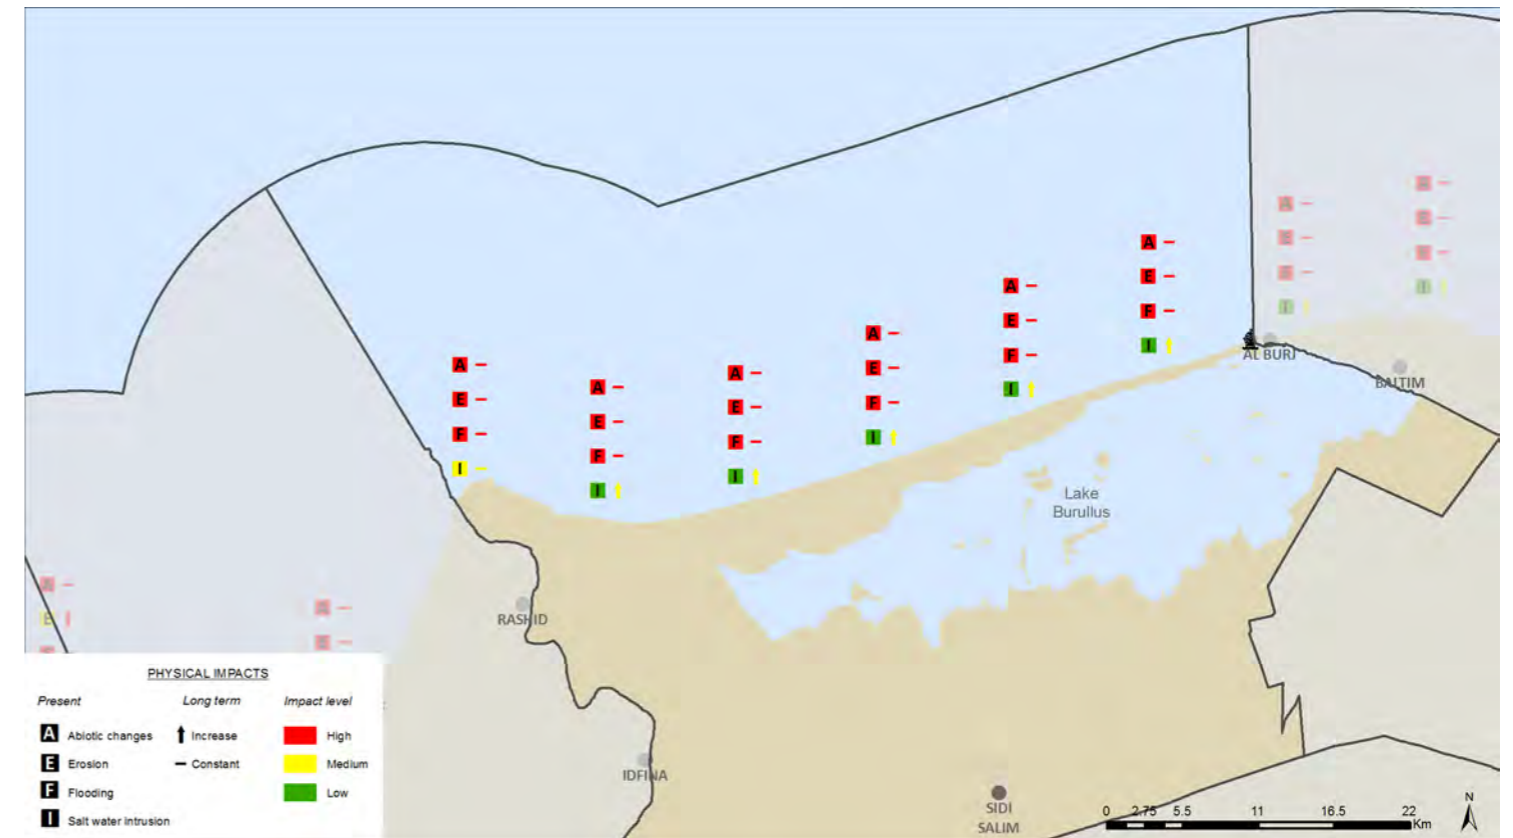 A
A
A
E
A
E
E
A
E
F
E
F
F
I
A
I
E
F
I
A
A
E
E
A
F
F
E
A
I
I
F
E
I
F
I
AL BURJ
BALTIM
Lake
Burullus
A
E
A
E
RASHID
IDFINA
SIDI
SALIM
PHYSICAL IMPACTS
Present Long term Impact level
A Abiotic changes Increase High
E Erosion Constant Medium
F Flooding Low
I Salt water intrusion
0 2.75 5.5 11 16.5 22
Km
N